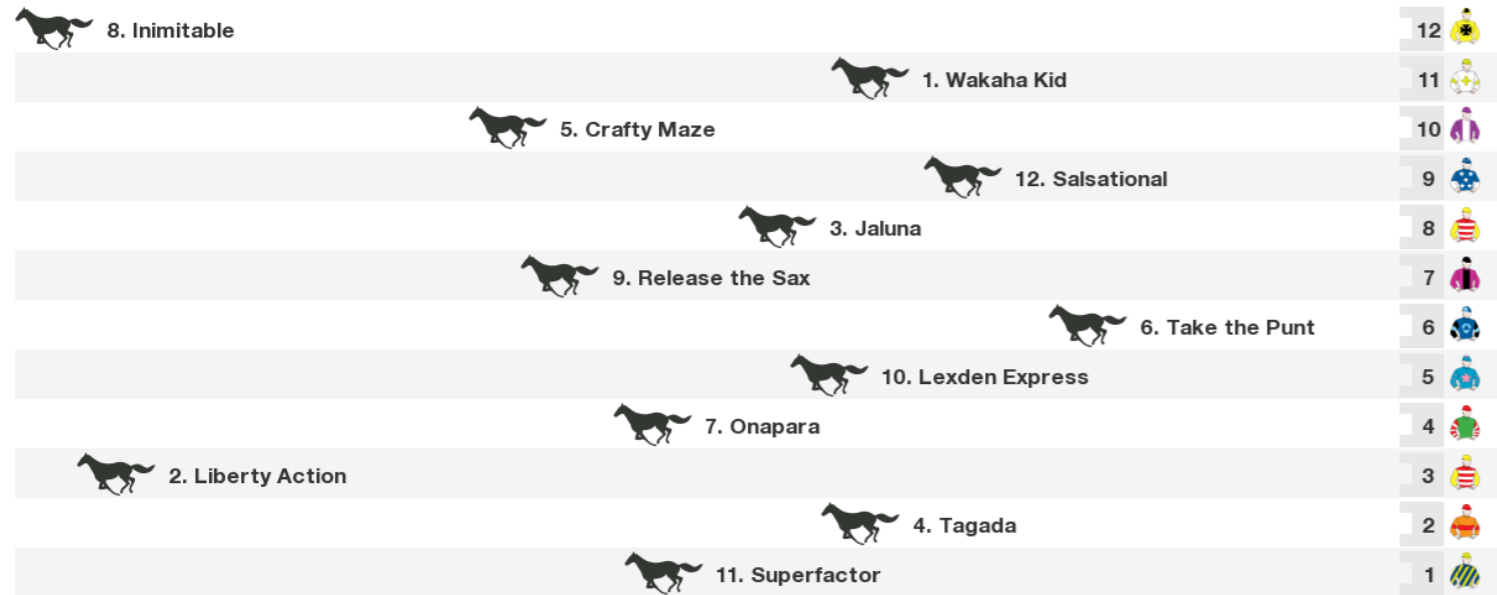 8. Inimitable 12
1. Wakaha Kid 11
5. Crafty Maze 10
12. Salsational 9
3. Jaluna 8
9. Release the Sax 7
6. Take the Punt 6
10. Lexden Express 5
7. Onapara 4
2. Liberty Action 3
4. Tagada 2
11. Superfactor 1